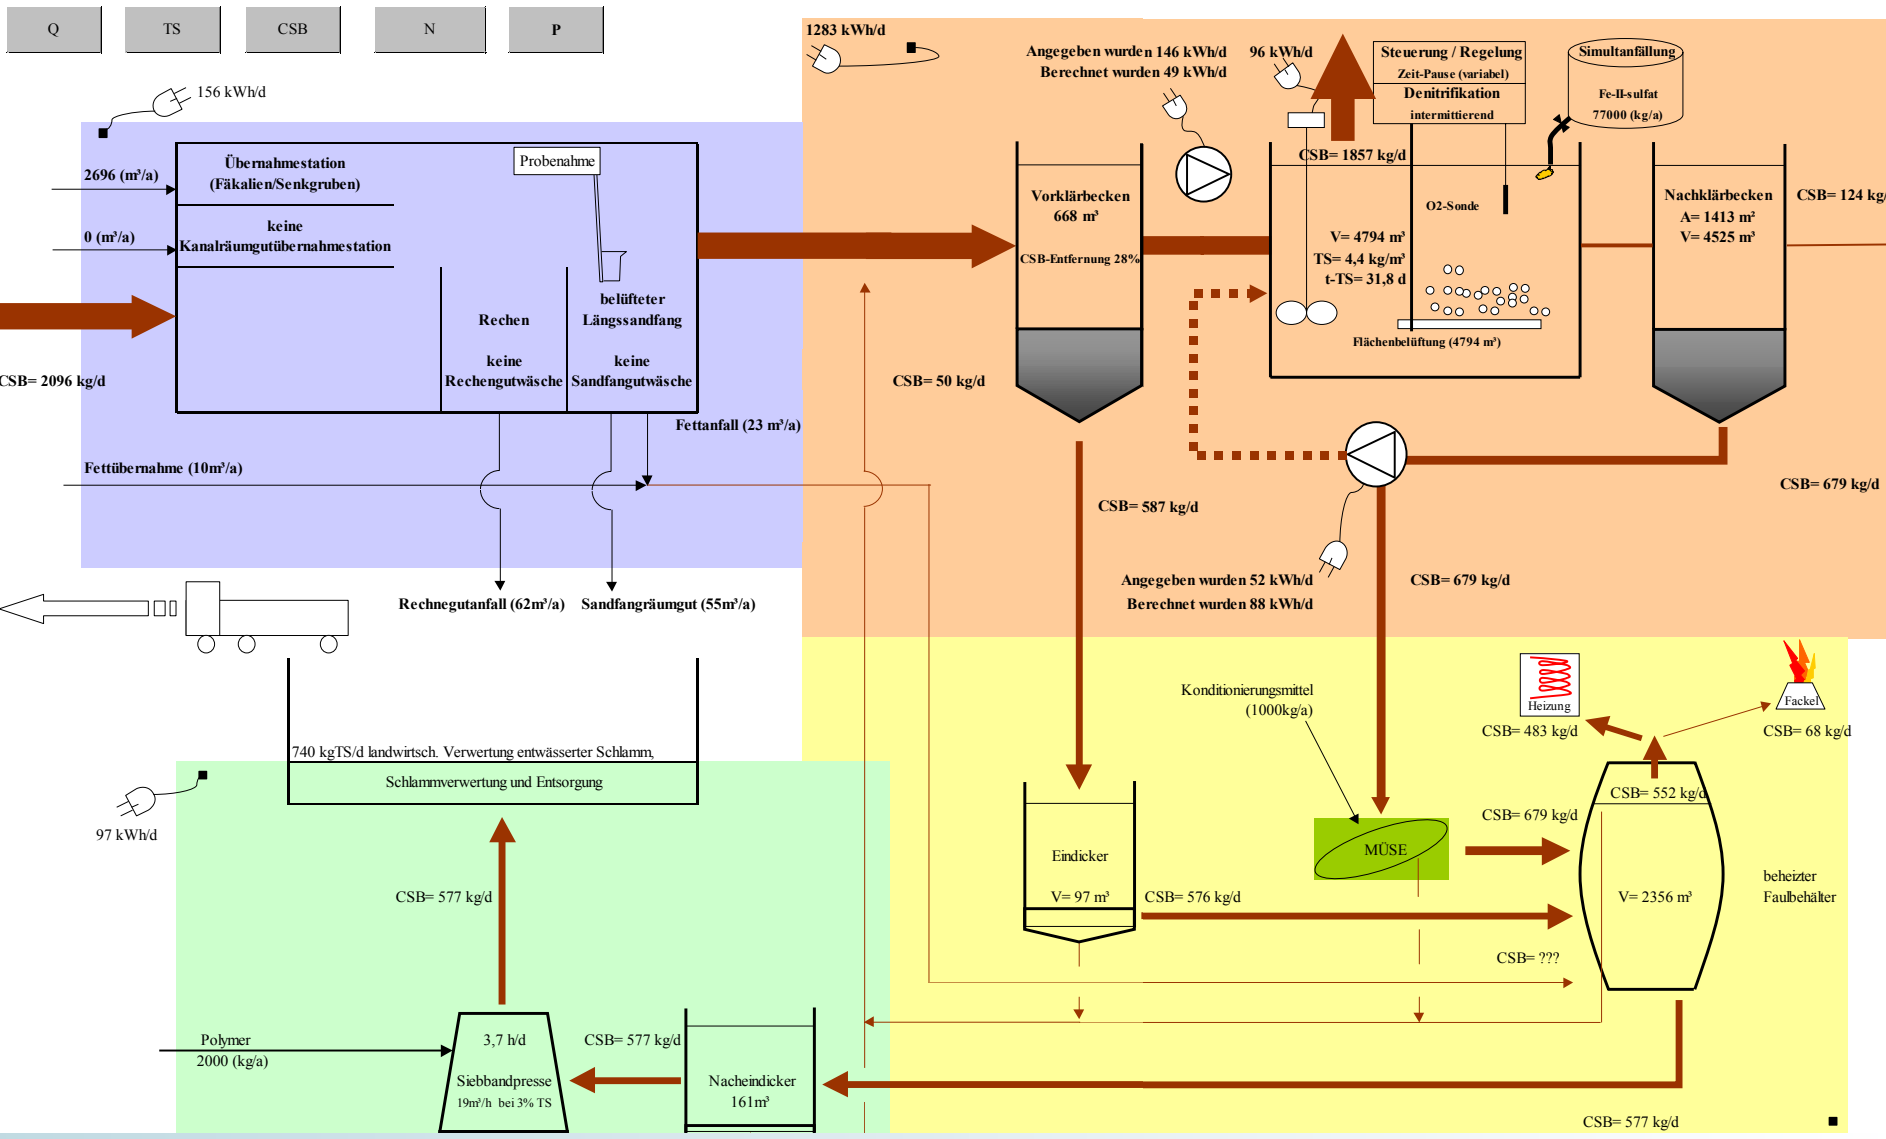 Q
TS
CSB
N
P
156 kWh/d
2696 (m³/a)
0 (m³/a)
Übernahmestation
(Fäkalien/Senkgruben)
keine
Kanalräumgutübernahmestation
Probenahme
Rechen
keine
Rechengutwäsche
belüfteter
Längssandfang
keine
Sandfangutwäsche
CSB= 2096 kg/d
Fettanfall (23 m³/a)
Fettübernahme (10m³/a)
Rechnegutanfall (62m³/a)
Sandfangräumgut (55m³/a)
1283 kWh/d
Angegeben wurden 146 kWh/d
Berechnet wurden 49 kWh/d
96 kWh/d
Steuerung / Regelung
Zeit-Pause (variabel)
Denitrifikation
intermittierend
Simultanfällung
Fe-II-sulfat
77000 (kg/a)
CSB= 1857 kg/d
Vorklärbecken
668 m³
CSB-Entfernung 28%
O2-Sonde
V= 4794 m³
TS= 4,4 kg/m³
t-TS= 31,8 d
Flächenbelüftung (4794 m³)
Nachklärbecken
A= 1413 m²
V= 4525 m³
CSB= 124 kg/
CSB= 50 kg/d
CSB= 587 kg/d
CSB= 679 kg/d
Angegeben wurden 52 kWh/d
Berechnet wurden 88 kWh/d
CSB= 679 kg/d
Konditionierungsmittel
(1000kg/a)
Heizung
CSB= 483 kg/d
Fackel
CSB= 68 kg/d
CSB= 552 kg/d
CSB= 679 kg/d
MÜSE
Eindicker
V= 97 m³
CSB= 576 kg/d
V= 2356 m³
beheizter
Faulbehälter
CSB= ???
740 kgTS/d landwirtsch. Verwertung entwässerter Schlamm,
Schlammverwertung und Entsorgung
97 kWh/d
CSB= 577 kg/d
Polymer
2000 (kg/a)
3,7 h/d
Siebbandpresse
19m³/h bei 3% TS
CSB= 577 kg/d
Nacheindicker
161m³
CSB= 577 kg/d